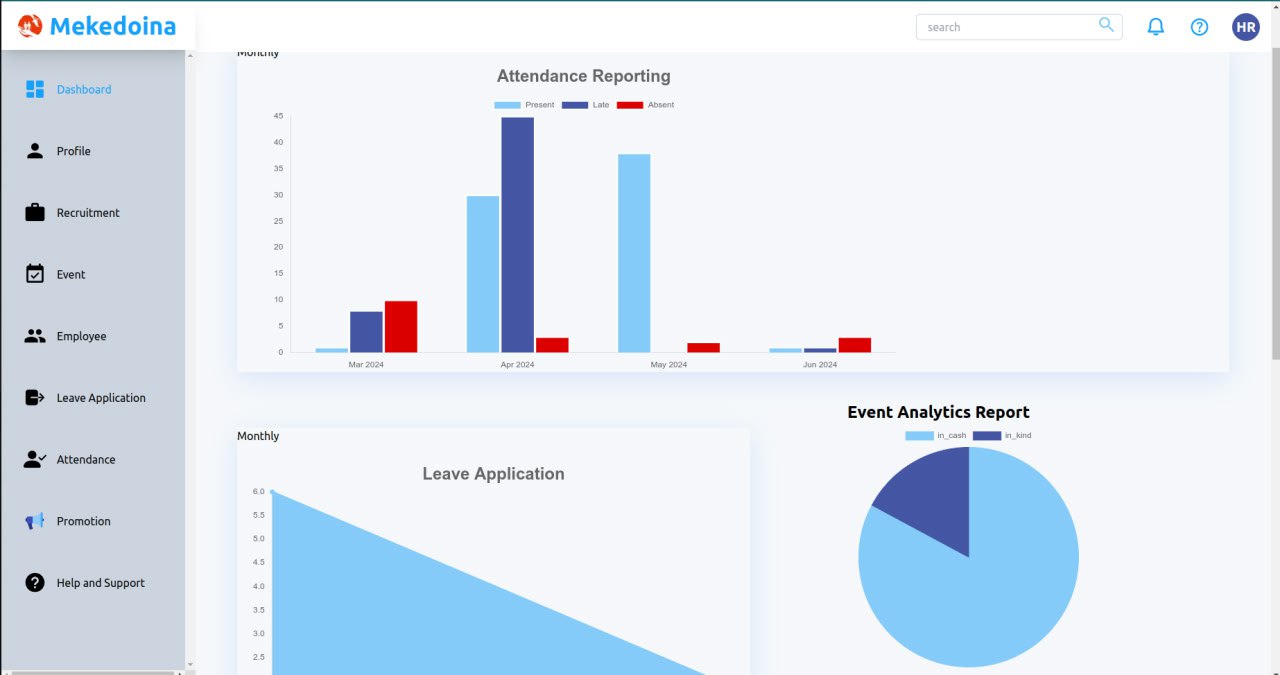 Mekedoina
search
HR
Dashboard
Profile
Recruitment
Event
Employee
Leave Application
Attendance
Promotion
Help and Support
Monthly
Attendance Reporting
Present Late Absent
45
40
35
30
25
20
15
10
5
0
Mar 2024 Apr 2024 May 2024 Jun 2024
Monthly
Leave Application
6.0
5.5
5.0
4.5
4.0
3.5
3.0
2.5
Event Analytics Report
in_cash in_kind